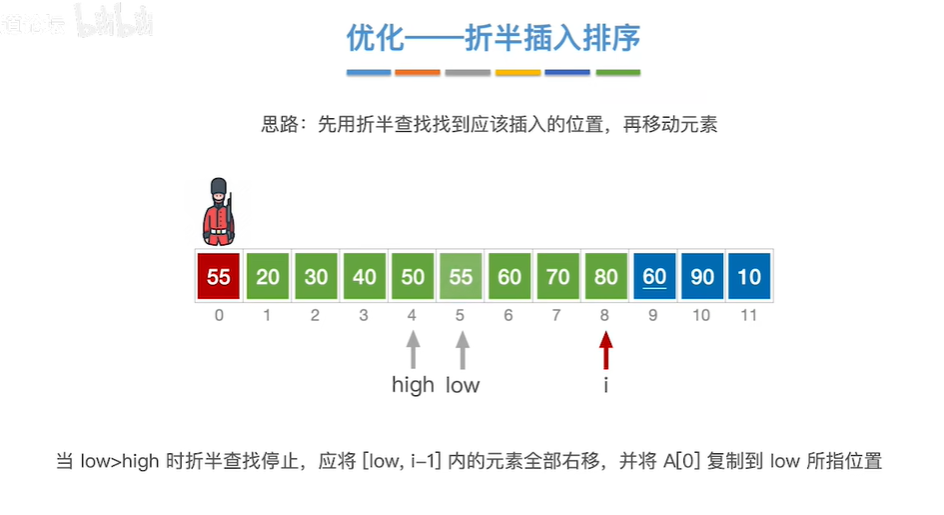 bilibili
优化——折半插入排序
思路：先用折半查找找到应该插入的位置，再移动元素
55 20 30 40 50 55 60 70 80 60 90 10
0 1 2 3 4 5 6 7 8 9 10 11
high low i
当 low>high 时折半查找停止，应将 [low, i-1] 内的元素全部右移，并将 A[0] 复制到 low 所指位置